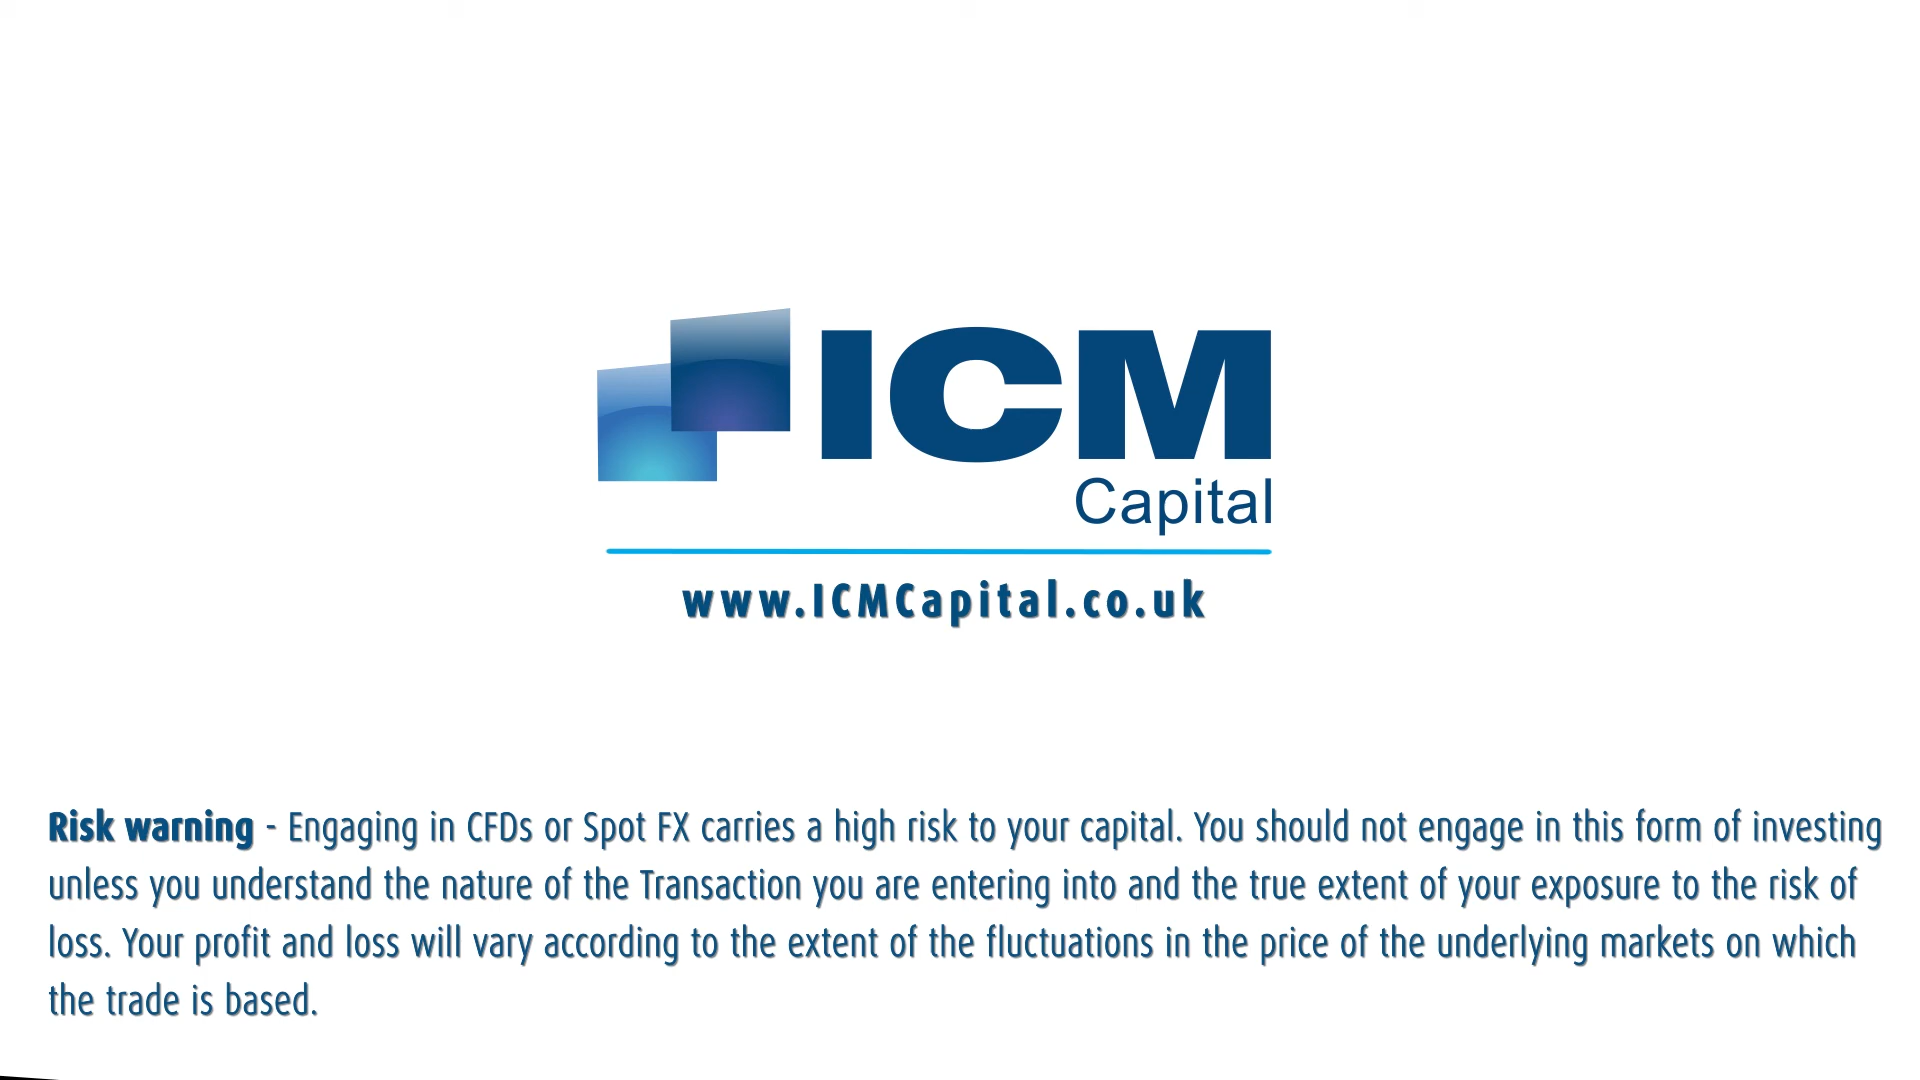 ICM
Capital
www.ICMCapital.co.uk
Risk warning - Engaging in CFDs or Spot FX carries a high risk to your capital. You should not engage in this form of investing
unless you understand the nature of the Transaction you are entering into and the true extent of your exposure to the risk of
loss. Your profit and loss will vary according to the extent of the fluctuations in the price of the underlying markets on which
the trade is based.